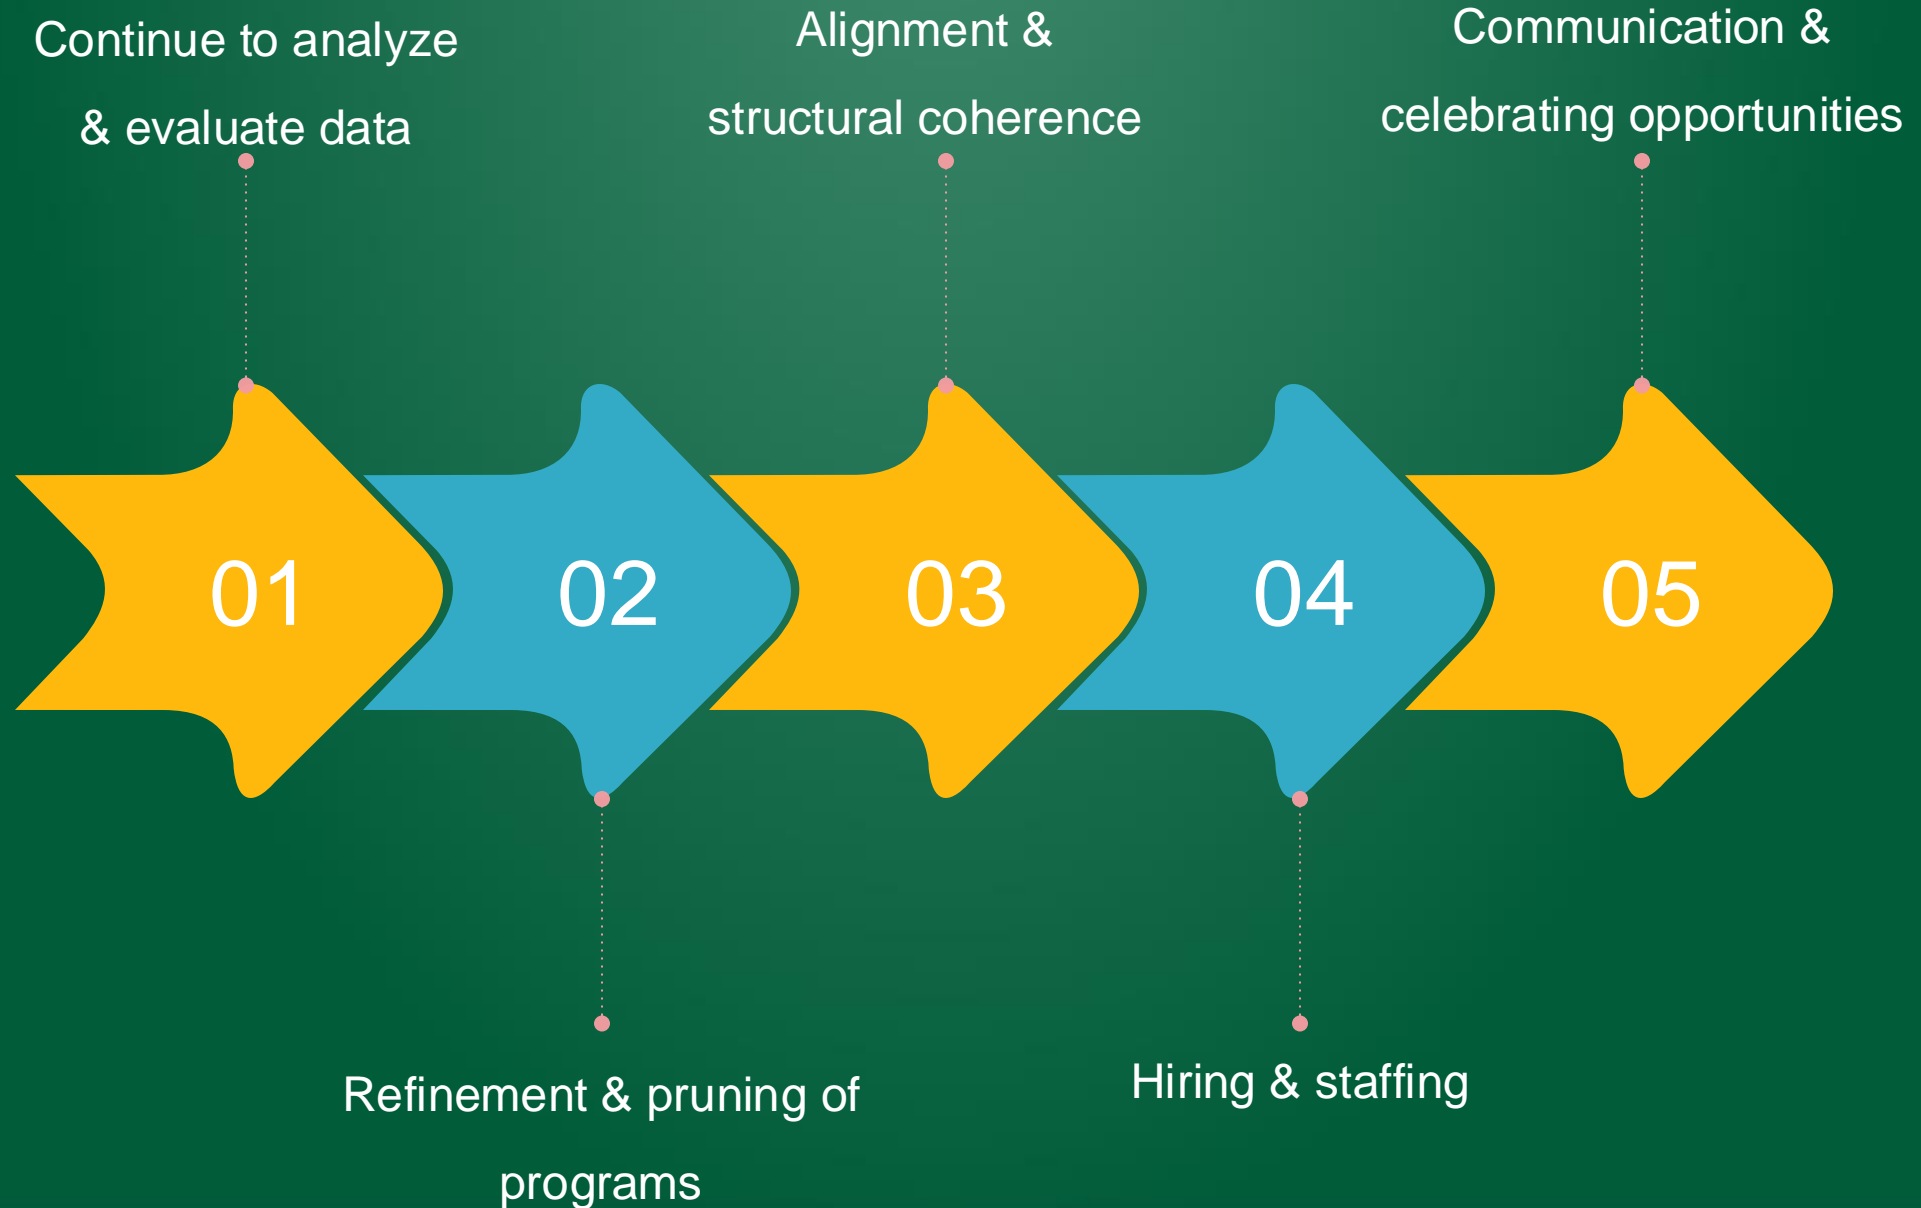 Continue to analyze
& evaluate data
Alignment &
structural coherence
Communication &
celebrating opportunities
01
02
03
04
05
Refinement & pruning of
programs
Hiring & staffing